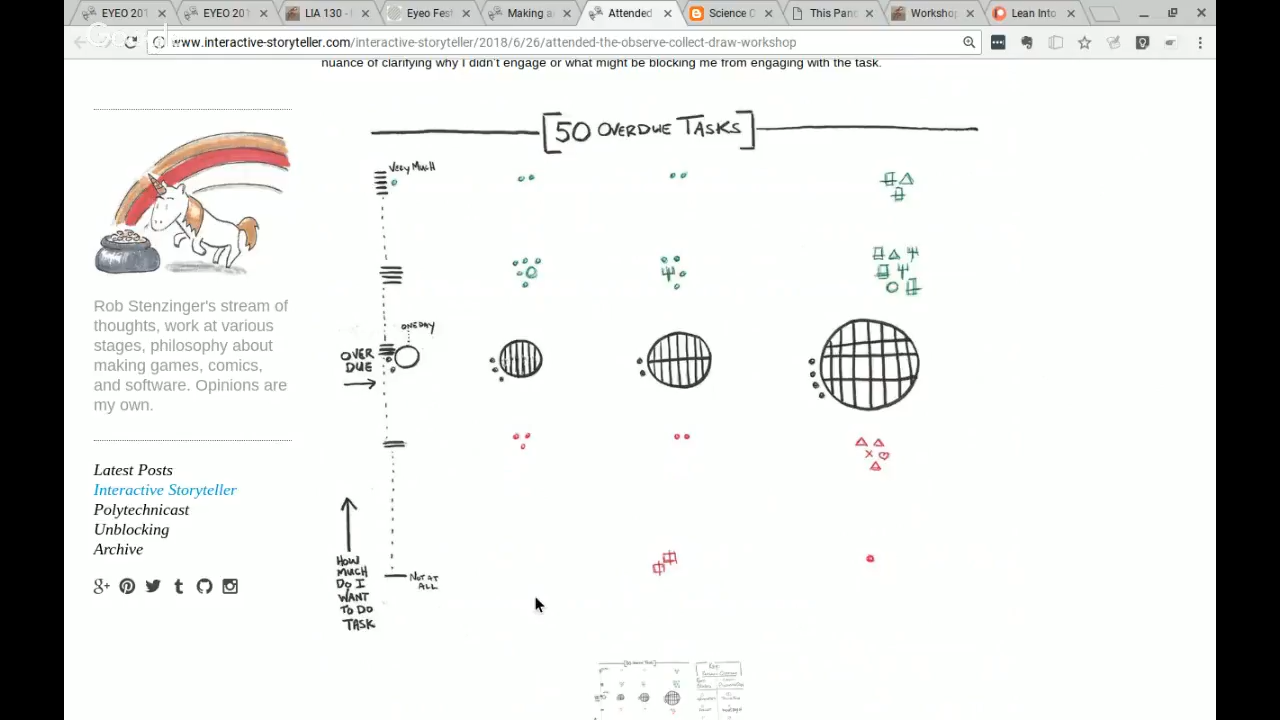 EYEO 201
EYEO 201
LIA 130 -
Eyeo Fest
Making a
Attended
Science C
This Pan
Workshop
Lean Into
www.interactive-storyteller.com/interactive-storyteller/2018/6/26/attended-the-observe-collect-draw-workshop
nuance of clarifying why I didn't engage or what might be blocking me from engaging with the task.
[50 OVERDUE TASKS]
VERY MUCH
ONE DAY
OVER
DUE
HOW
MUCH
DO I
WANT
TO DO
TASK
NOT AT
ALL
Rob Stenzinger's stream of
thoughts, work at various
stages, philosophy about
making games, comics,
and software. Opinions are
my own.
Latest Posts
Interactive Storyteller
Polytechnicast
Unblocking
Archive